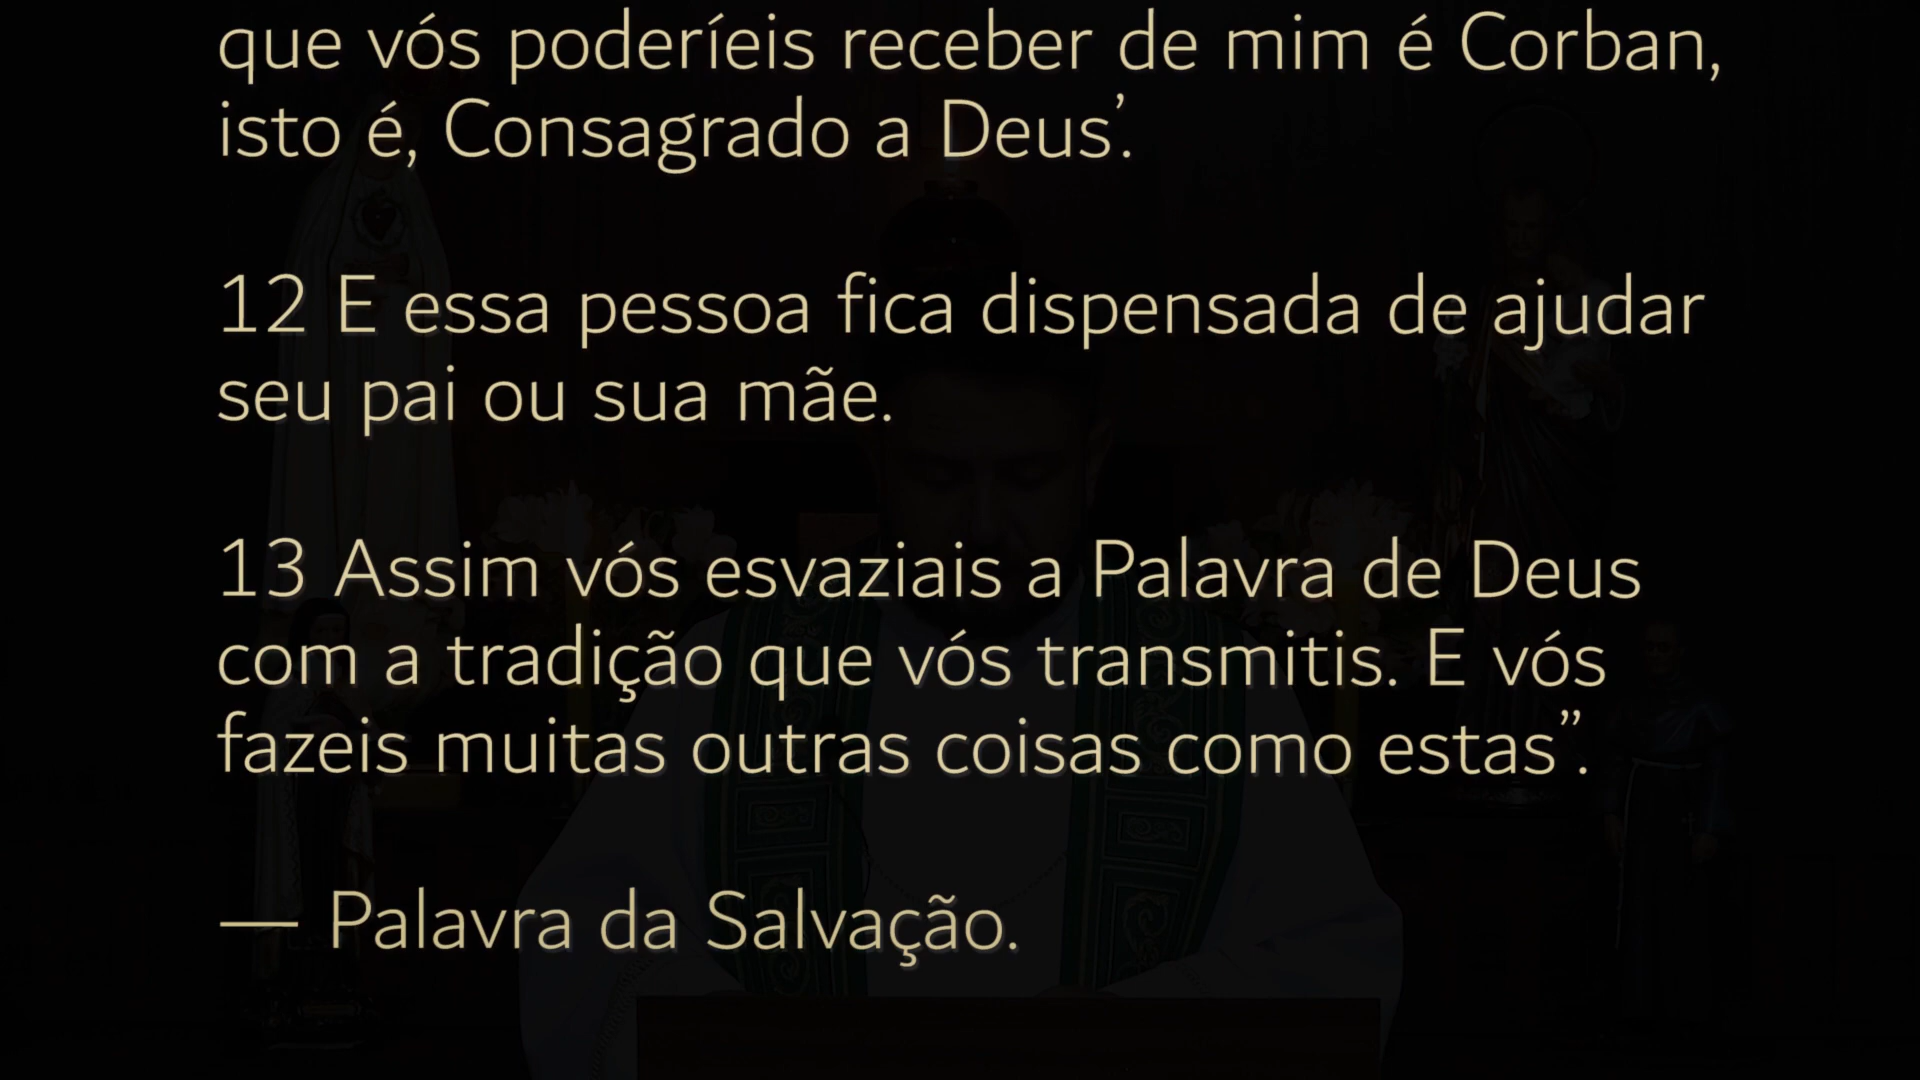 que vós poderíeis receber de mim é Corban,
isto é, Consagrado a Deus’.
12 E essa pessoa fica dispensada de ajudar
seu pai ou sua mãe.
13 Assim vós esvaziais a Palavra de Deus
com a tradição que vós transmitis. E vós
fazeis muitas outras coisas como estas”.
— Palavra da Salvação.